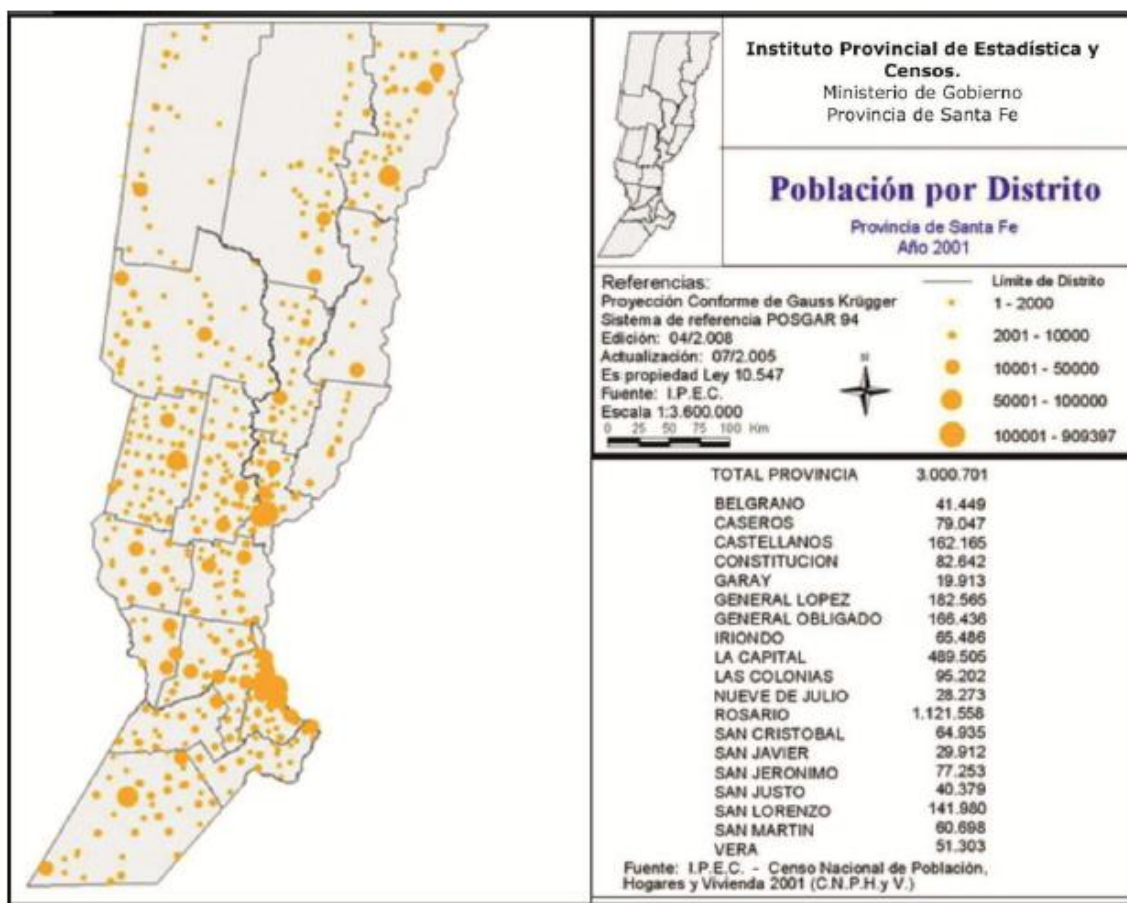 Instituto Provincial de Estadística y
Censos.
Ministerio de Gobierno
Provincia de Santa Fe
Población por Distrito
Provincia de Santa Fe
Año 2001
Referencias:
Proyección Conforme de Gauss Krügger
Sistema de referencia POSGAR 94
Edición: 04/2.008
Actualización: 07/2.005
Es propiedad Ley 10.547
Fuente: I.P.E.C.
Escala 1:3.600.000
0 25 50 75 100 Km
N
Límite de Distrito
1 - 2000
2001 - 10000
10001 - 50000
50001 - 100000
100001 - 909397
TOTAL PROVINCIA 3.000.701
BELGRANO 41.449
CASEROS 79.047
CASTELLANOS 162.165
CONSTITUCION 82.642
GARAY 19.913
GENERAL LOPEZ 182.565
GENERAL OBLIGADO 166.436
IRIONDO 65.486
LA CAPITAL 489.505
LAS COLONIAS 95.202
NUEVE DE JULIO 28.273
ROSARIO 1.121.558
SAN CRISTOBAL 64.935
SAN JAVIER 29.912
SAN JERONIMO 77.253
SAN JUSTO 40.379
SAN LORENZO 141.980
SAN MARTIN 60.698
VERA 51.303
Fuente: I.P.E.C. - Censo Nacional de Población,
Hogares y Vivienda 2001 (C.N.P.H.y V.)